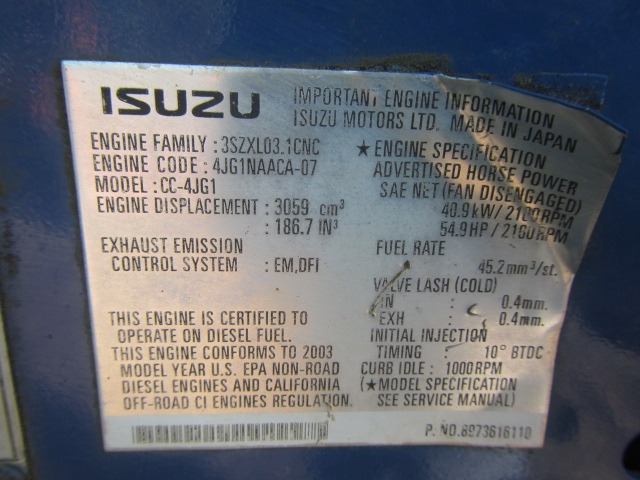 ISUZU
IMPORTANT ENGINE INFORMATION
ISUZU MOTORS LTD. MADE IN JAPAN
ENGINE FAMILY : 3SZXL03.1CNC
ENGINE CODE : 4JG1NAACA-07
MODEL : CC-4JG1
ENGINE DISPLACEMENT : 3059 cm³
: 186.7 IN³
EXHAUST EMISSION
CONTROL SYSTEM : EM,DFI
THIS ENGINE IS CERTIFIED TO
OPERATE ON DIESEL FUEL.
THIS ENGINE CONFORMS TO 2003
MODEL YEAR U.S. EPA NON-ROAD
DIESEL ENGINES AND CALIFORNIA
OFF-ROAD CI ENGINES REGULATION.
★ ENGINE SPECIFICATION
ADVERTISED HORSE POWER
SAE NET (FAN DISENGAGED)
40.9kW / 2100RPM
54.9HP / 2100RPM
FUEL RATE
45.2mm³/st.
VALVE LASH (COLD)
IN : 0.4mm.
EXH : 0.4mm.
INITIAL INJECTION
TIMING : 10° BTDC
CURB IDLE : 1000RPM
(★MODEL SPECIFICATION
SEE SERVICE MANUAL)
P. NO. 8973616110